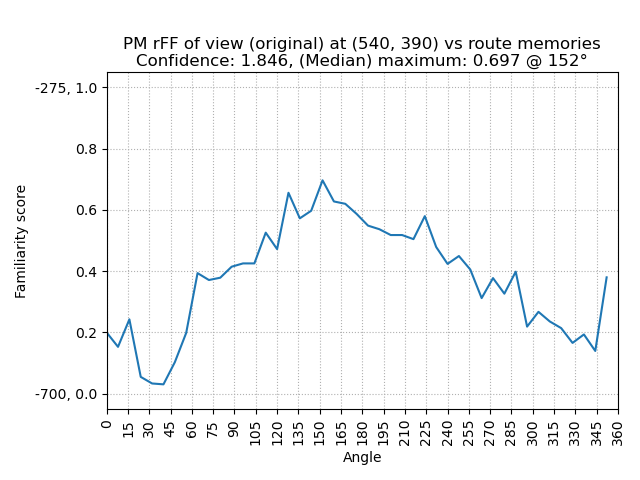 PM rFF of view (original) at (540, 390) vs route memories
Confidence: 1.846, (Median) maximum: 0.697 @ 152°
-275, 1.0
0.8
0.6
0.4
0.2
-700, 0.0
Familiarity score
0 15 30 45 60 75 90 105 120 135 150 165 180 195 210 225 240 255 270 285 300 315 330 345 360
Angle